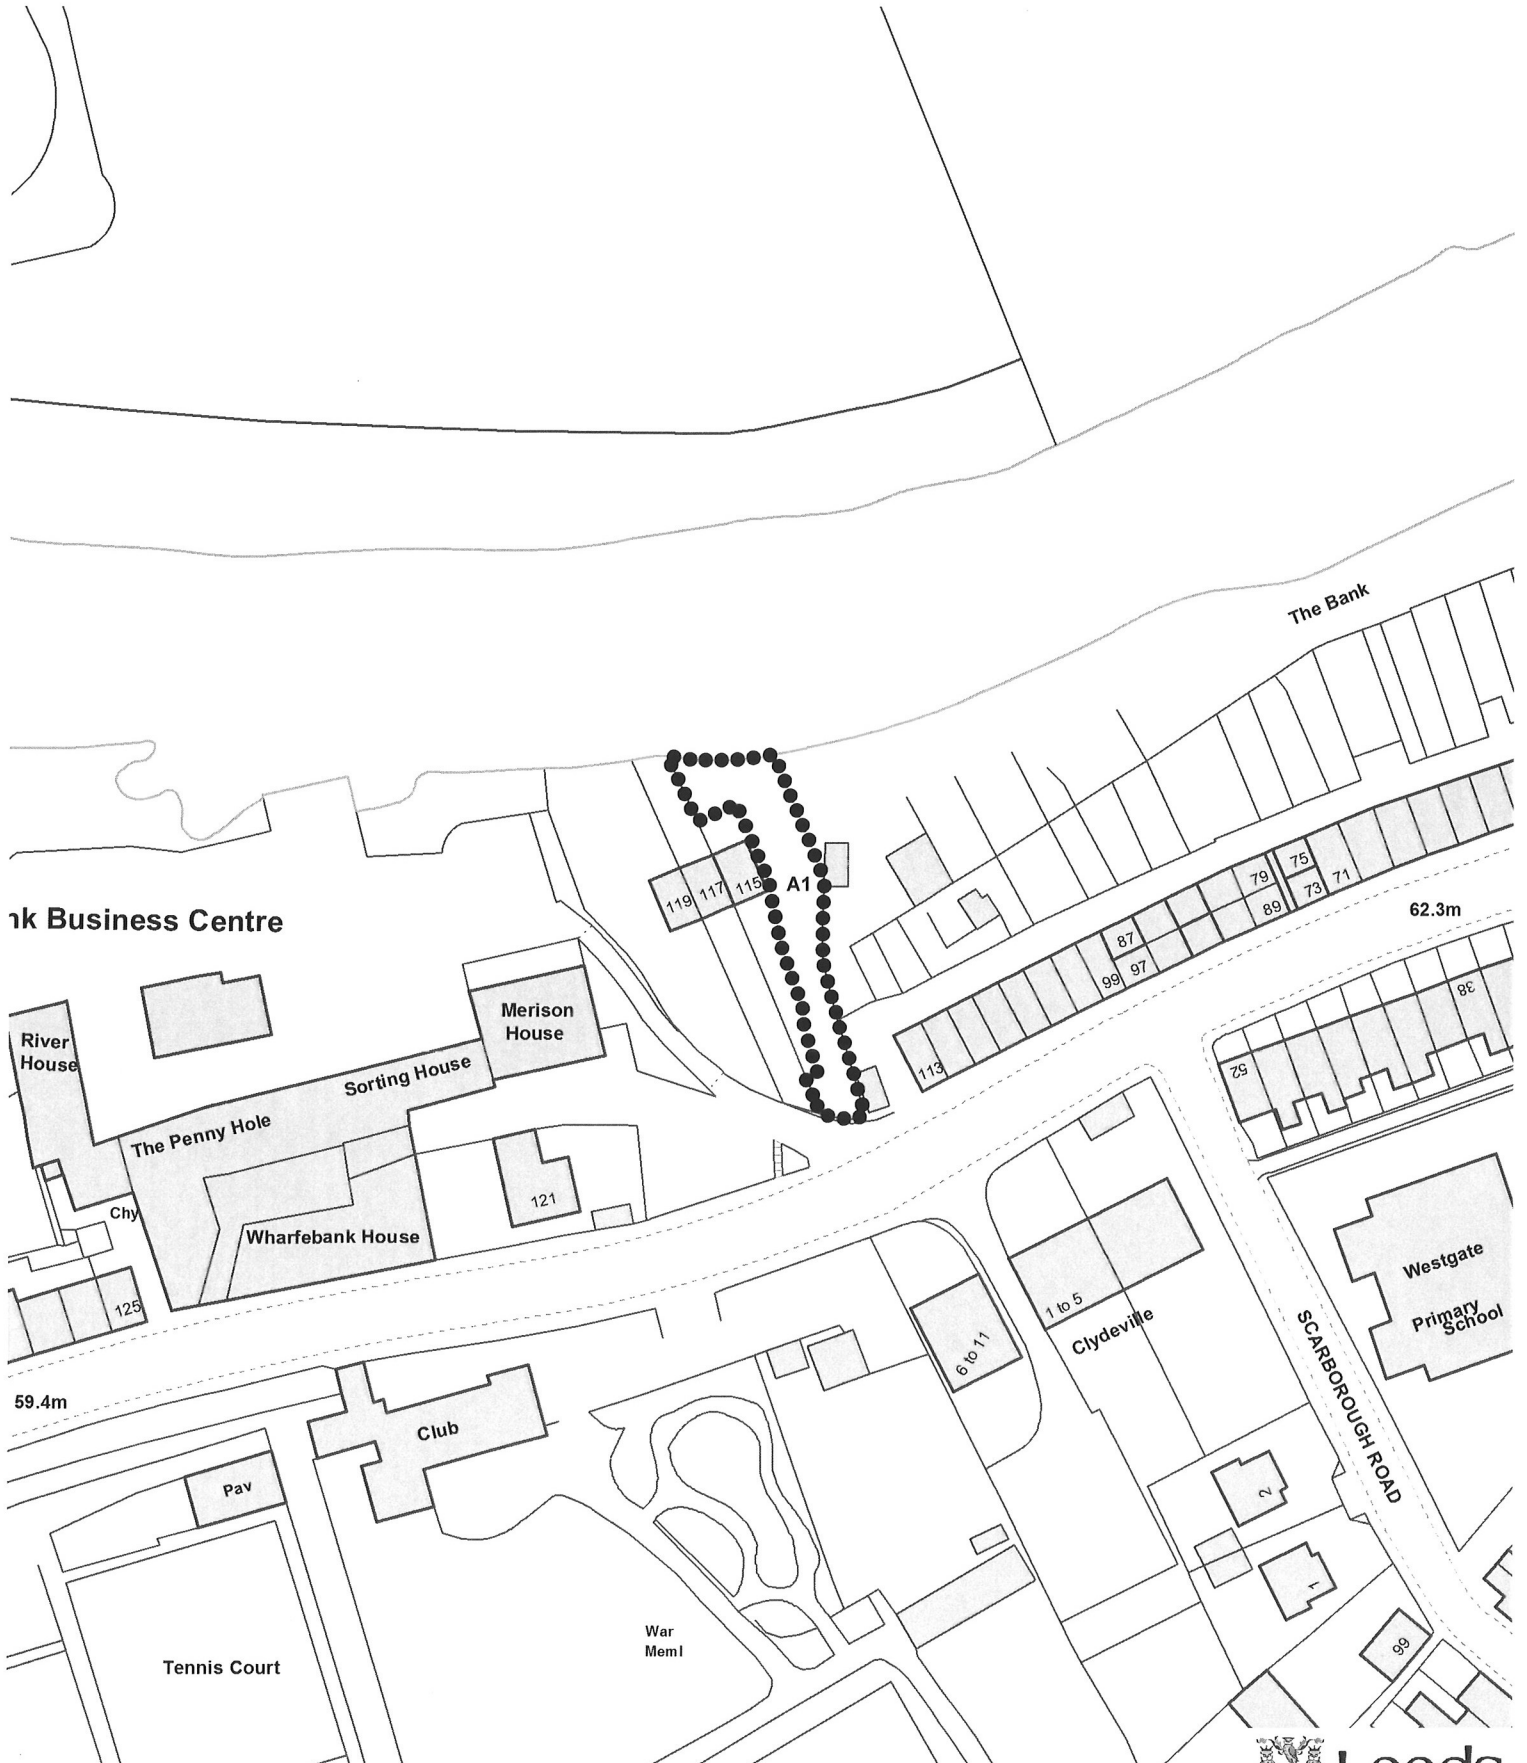 The Bank
75
79
73
71
89
119
117
115
A1
nk Business Centre
62.3m
87
99
97
38
Merison
House
River
House
Sorting House
113
52
The Penny Hole
121
Chy
Wharfebank House
Westgate
Primary
School
125
1 to 5
Clydeville
SCARBOROUGH ROAD
6 to 11
59.4m
Club
Pav
2
1
War
Meml
99
Tennis Court